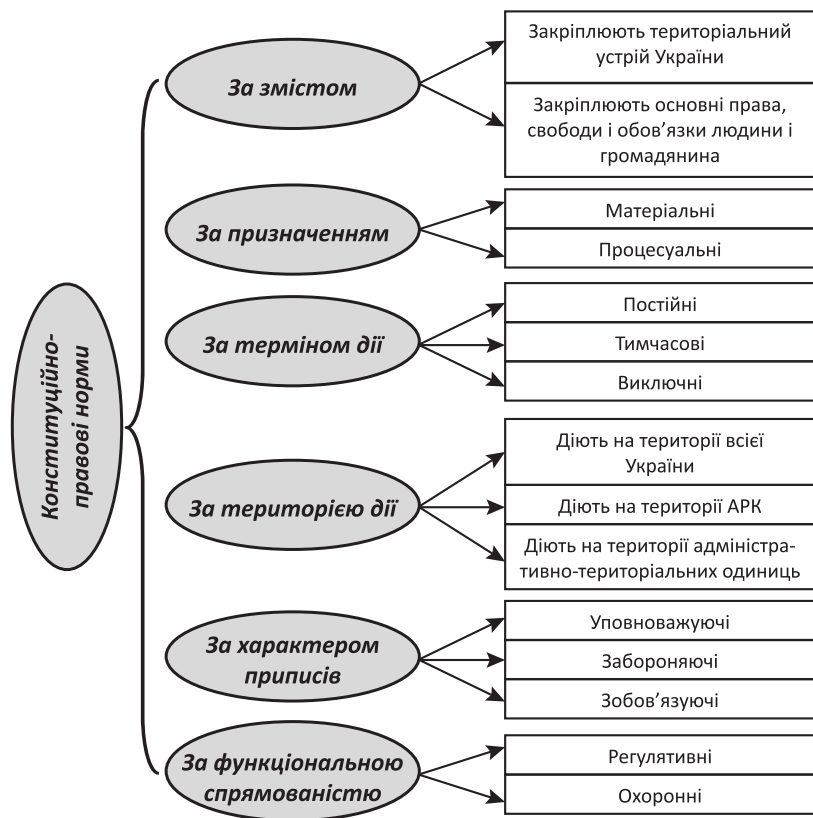 Конституційно-
правові норми
За змістом
Закріплюють територіальний
устрій України
Закріплюють основні права,
свободи і обов’язки людини і
громадянина
За призначенням
Матеріальні
Процесуальні
За терміном дії
Постійні
Тимчасові
Виключні
За територією дії
Діють на території всієї
України
Діють на території АРК
Діють на території адміністра-
тивно-територіальних одиниць
За характером
приписів
Уповноважуючі
Забороняючі
Зобов’язуючі
За функціональною
спрямованістю
Регулятивні
Охоронні